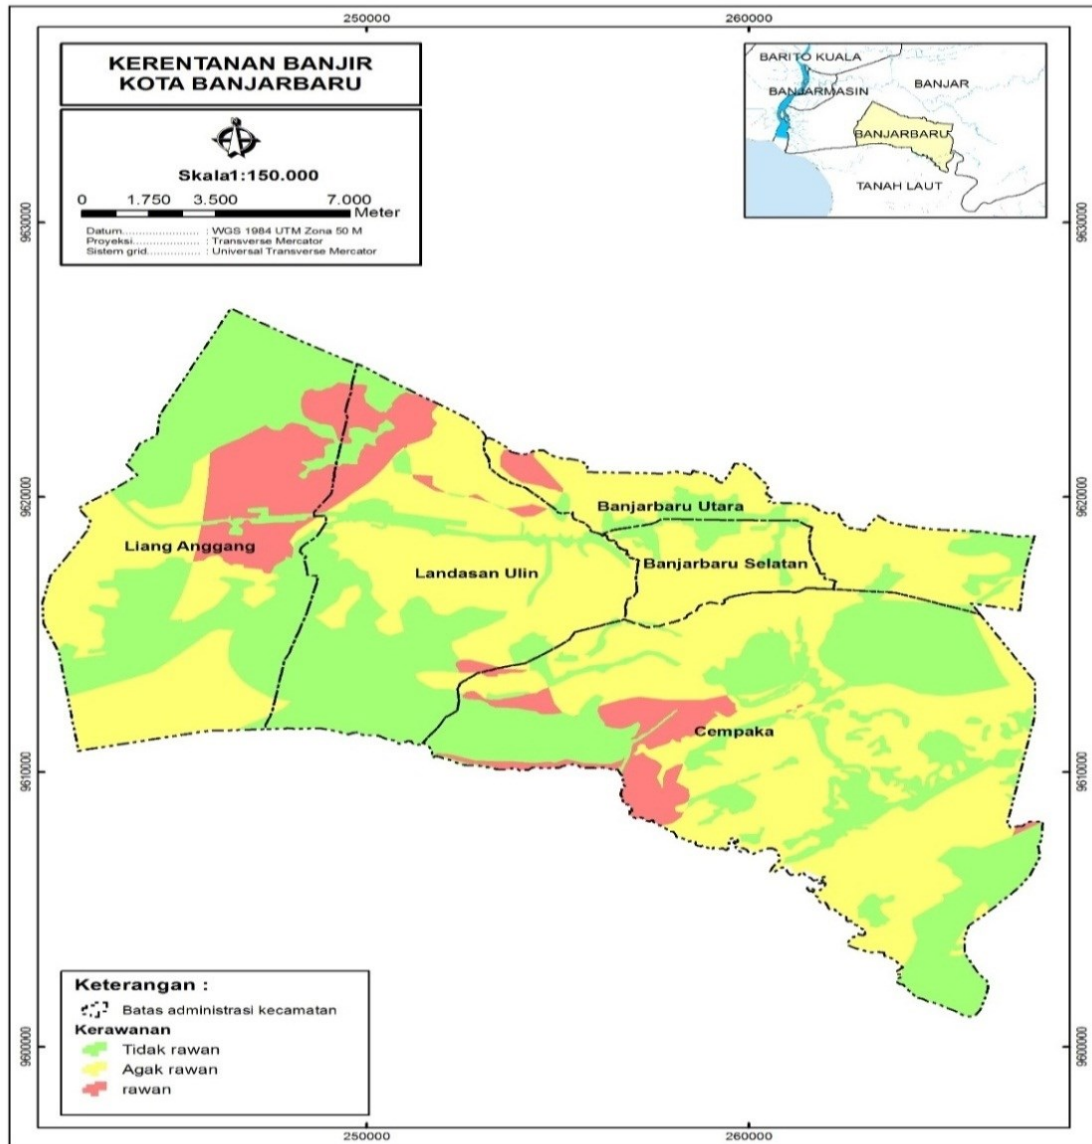 250000 260000
KERENTANAN BANJIR
KOTA BANJARBARU
Skala1:150.000
0 1.750 3.500 7.000
Meter
Datum........................ : WGS 1984 UTM Zona 50 M
Proyeksi..................... : Transverse Mercator
Sistem grid............... : Universal Transverse Mercator
BARITO KUALA
BANJARMASIN
BANJAR
BANJARBARU
TANAH LAUT
9630000 9630000
9620000 9620000
Banjarbaru Utara
Liang Anggang
Landasan Ulin
Banjarbaru Selatan
Cempaka
9610000 9610000
9600000 9600000
Keterangan :
Batas administrasi kecamatan
Kerawanan
Tidak rawan
Agak rawan
rawan
250000 260000